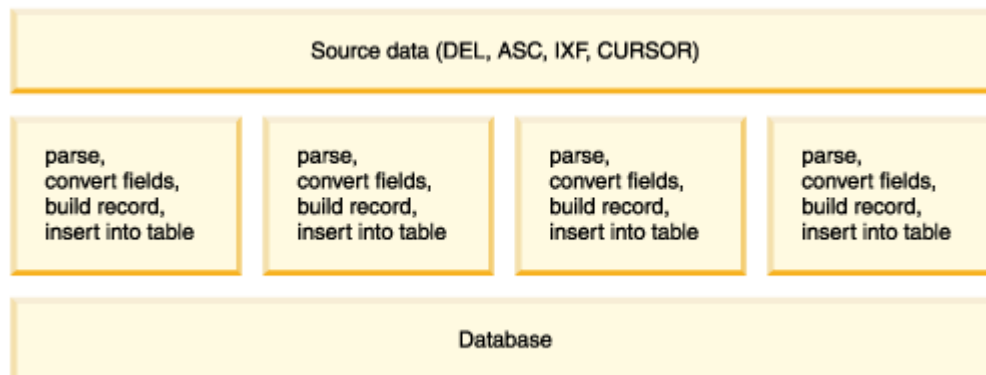 Source data (DEL, ASC, IXF, CURSOR)
parse,
convert fields,
build record,
insert into table
parse,
convert fields,
build record,
insert into table
parse,
convert fields,
build record,
insert into table
parse,
convert fields,
build record,
insert into table
Database